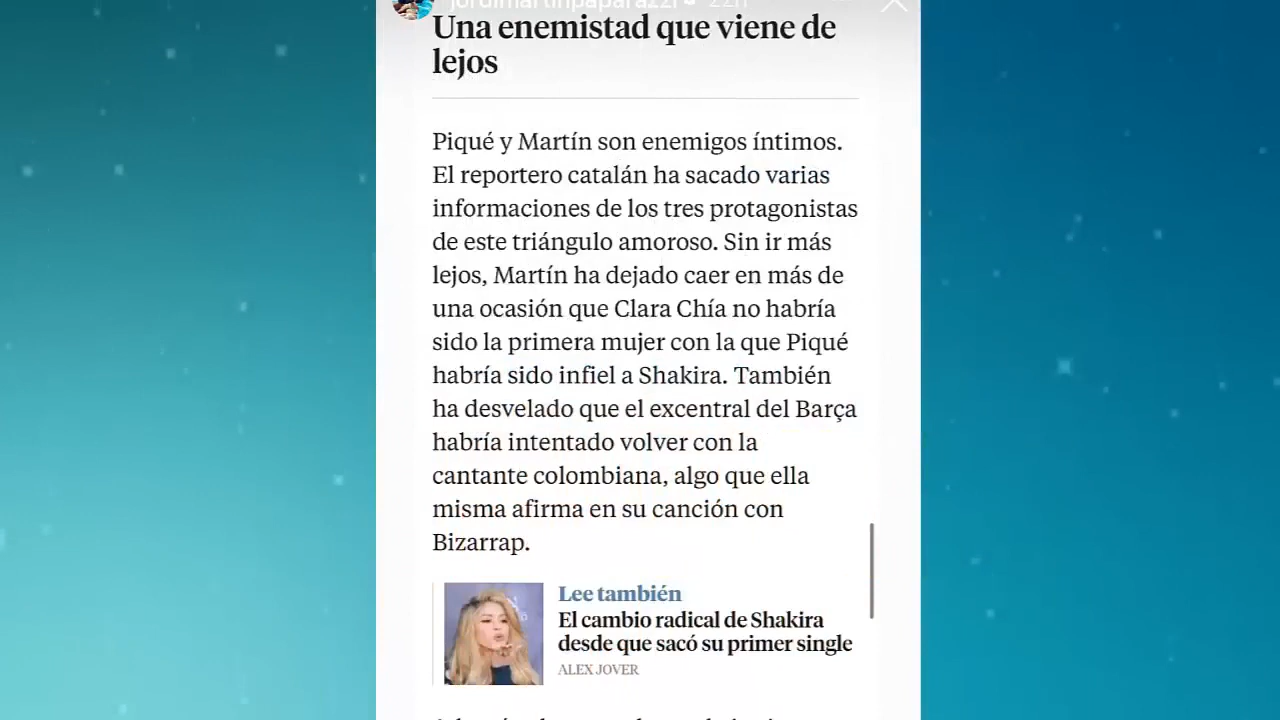 jordimartinpaparazzi 22h
Una enemistad que viene de
lejos
Piqué y Martín son enemigos íntimos.
El reportero catalán ha sacado varias
informaciones de los tres protagonistas
de este triángulo amoroso. Sin ir más
lejos, Martín ha dejado caer en más de
una ocasión que Clara Chía no habría
sido la primera mujer con la que Piqué
habría sido infiel a Shakira. También
ha desvelado que el excentral del Barça
habría intentado volver con la
cantante colombiana, algo que ella
misma afirma en su canción con
Bizarrap.
Lee también
El cambio radical de Shakira
desde que sacó su primer single
ALEX JOVER